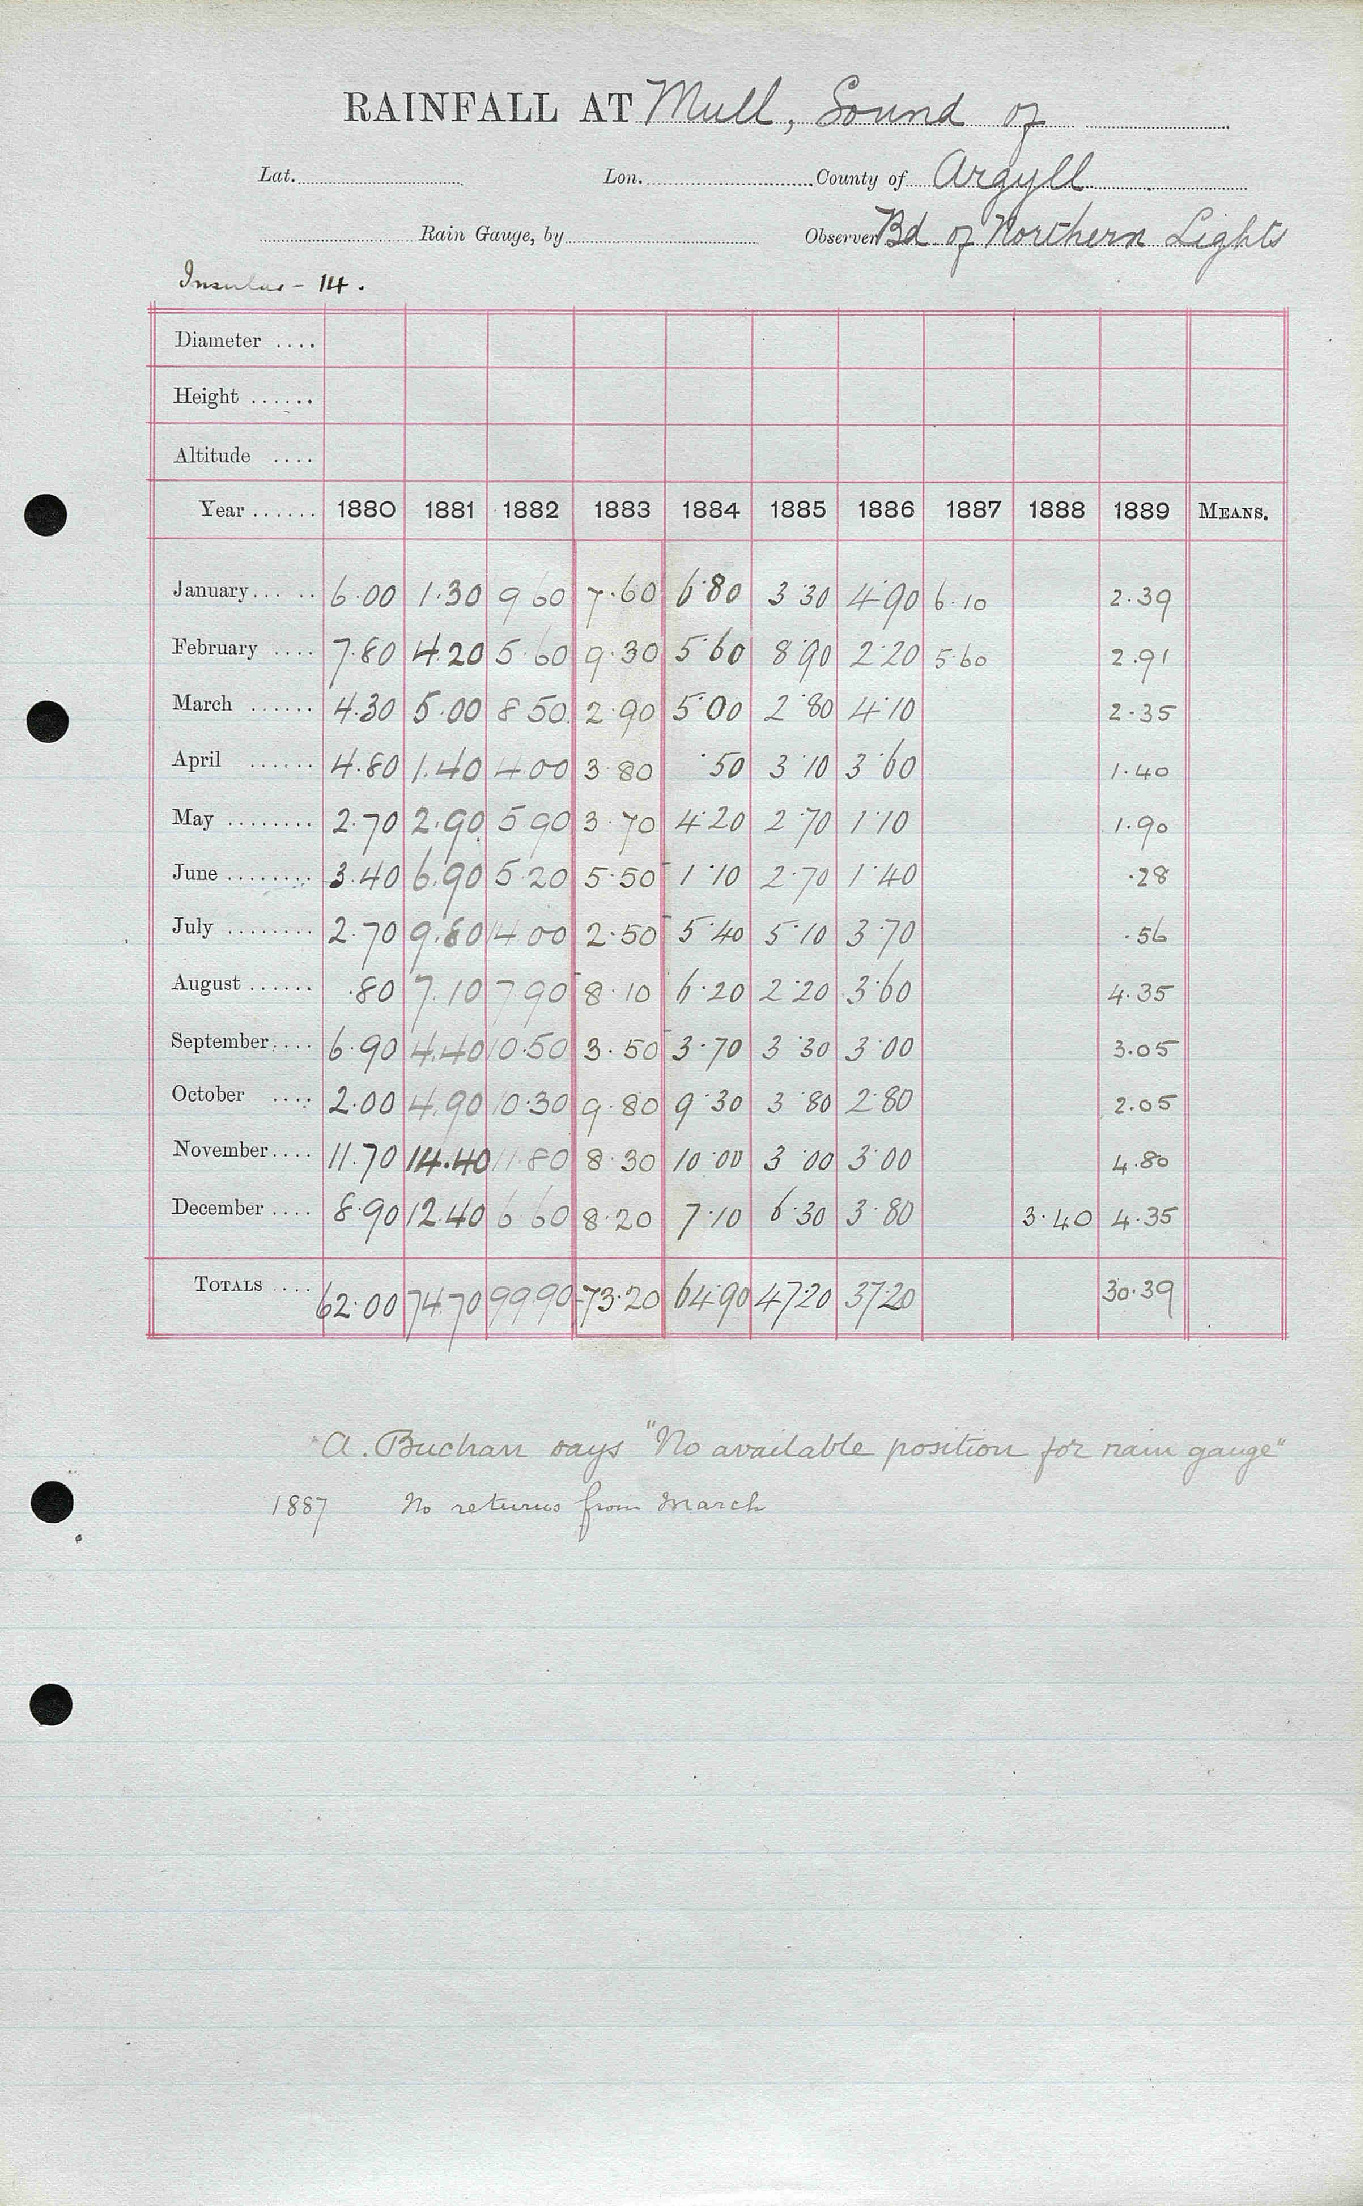 RAINFALL AT Mull, Sound of
Lat. Lon. County of Argyll
Rain Gauge, by Observer Bd of Northern Lights
Insular - 14.
Diameter ....
Height ......
Altitude ....
Year ...... 1880 1881 1882 1883 1884 1885 1886 1887 1888 1889 MEANS.
January.... .. 6.00 1.30 9 60 7.60 6.80 3.30 4.90 6.10 2.39
February .... 7.80 4.20 5 60 9.30 5.60 8.90 2.20 5.60 2.91
March ...... 4.30 5.00 8 50 2.90 5.00 2.80 4.10 2.35
April ...... 4.80 1.40 4 00 3.80 .50 3.10 3.60 1.40
May ........ 2.70 2.90 5 90 3.70 4.20 2.70 1.10 1.90
June ........ 3.40 6.90 5 20 5.50 1.10 2.70 1.40 .28
July ........ 2.70 9.80 14 00 2.50 5.40 5.10 3.70 .56
August ...... .80 7.10 7 90 8.10 6.20 2.20 3.60 4.35
September.... 6.90 4.40 10.50 3.50 3.70 3.30 3.00 3.05
October .... 2.00 4.90 10.30 9.80 9.30 3.80 2.80 2.05
November.... 11.70 14.40 11.80 8.30 10.00 3.00 3.00 4.80
December .... 8.90 12.40 6 60 8.20 7.10 6.30 3.80 3.40 4.35
TOTALS .... 62.00 74.70 99.90 73.20 64.90 47.20 37.20 30.39
A. Buchan says "No available position for rain gauge"
1887 No returns from March